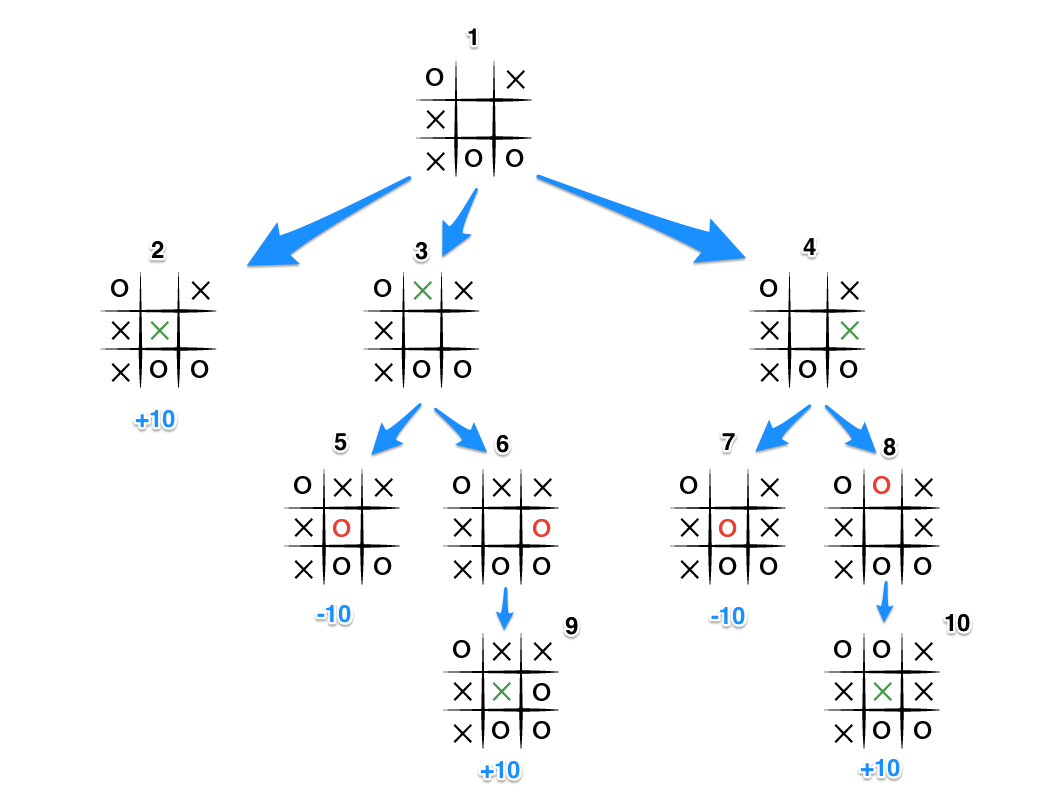 1
O X
X
X O O
2
3
4
O X
X X
X O O
+10
O X X
X
X O O
O X
X X
X O O
5
6
7
8
O X X
X O
X O O
-10
O X X
X O
X O O
O X
X O X
X O O
-10
O O X
X X
X O O
9
10
O X X
X X O
X O O
+10
O O X
X X X
X O O
+10